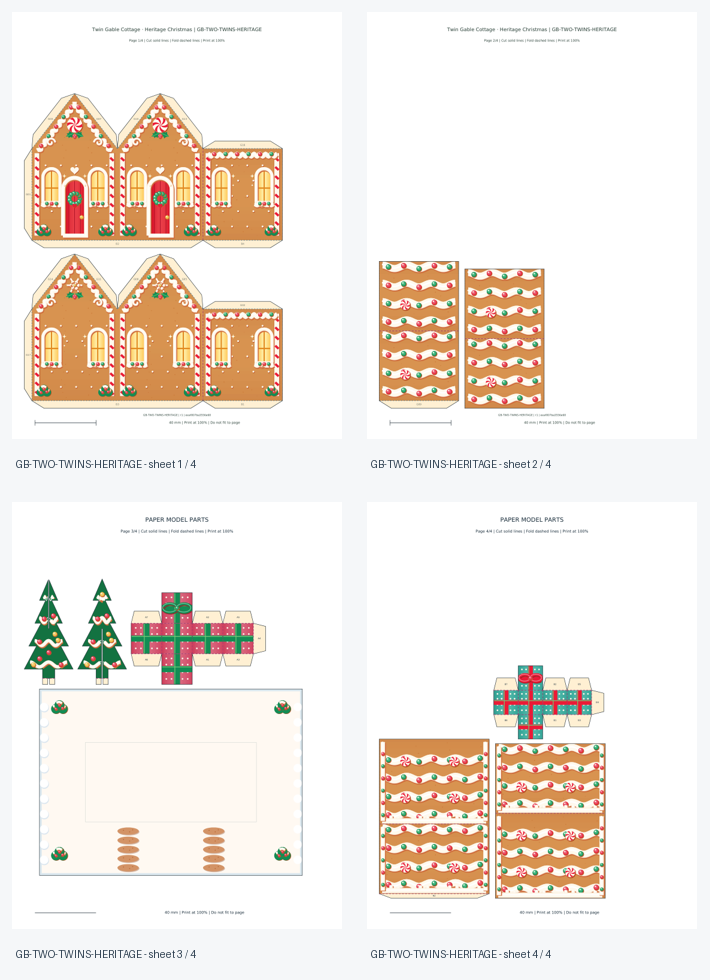 Twin Gable Cottage · Heritage Christmas | GB-TWO-TWINS-HERITAGE
Page 1/4 | Cut solid lines | Fold dashed lines | Print at 100%
40 mm | Print at 100% | Do not fit to page
GB-TWO-TWINS-HERITAGE - sheet 1 / 4
Twin Gable Cottage · Heritage Christmas | GB-TWO-TWINS-HERITAGE
Page 2/4 | Cut solid lines | Fold dashed lines | Print at 100%
40 mm | Print at 100% | Do not fit to page
GB-TWO-TWINS-HERITAGE - sheet 2 / 4
PAPER MODEL PARTS
Page 3/4 | Cut solid lines | Fold dashed lines | Print at 100%
40 mm | Print at 100% | Do not fit to page
GB-TWO-TWINS-HERITAGE - sheet 3 / 4
PAPER MODEL PARTS
Page 4/4 | Cut solid lines | Fold dashed lines | Print at 100%
40 mm | Print at 100% | Do not fit to page
GB-TWO-TWINS-HERITAGE - sheet 4 / 4